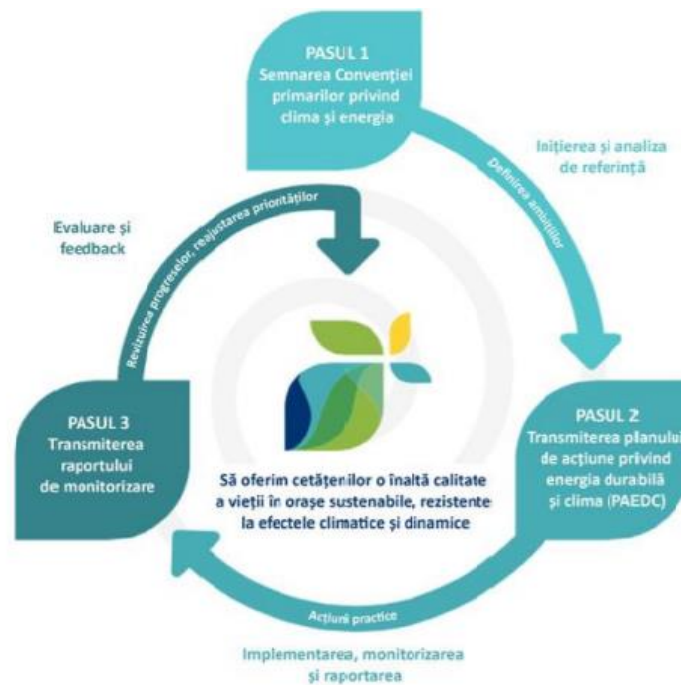 PASUL 1
Semnarea Convenției
primarilor privind
clima și energia
Definirea ambițiilor
Inițierea și analiza
de referință
PASUL 2
Transmiterea planului
de acțiune privind
energia durabilă
și clima (PAEDC)
Acțiuni practice
Implementarea, monitorizarea
și raportarea
PASUL 3
Transmiterea
raportului
de monitorizare
Revizuirea progreselor, reajustarea priorităților
Evaluare și
feedback
Să oferim cetățenilor o înaltă calitate
a vieții în orașe sustenabile, rezistente
la efectele climatice și dinamice